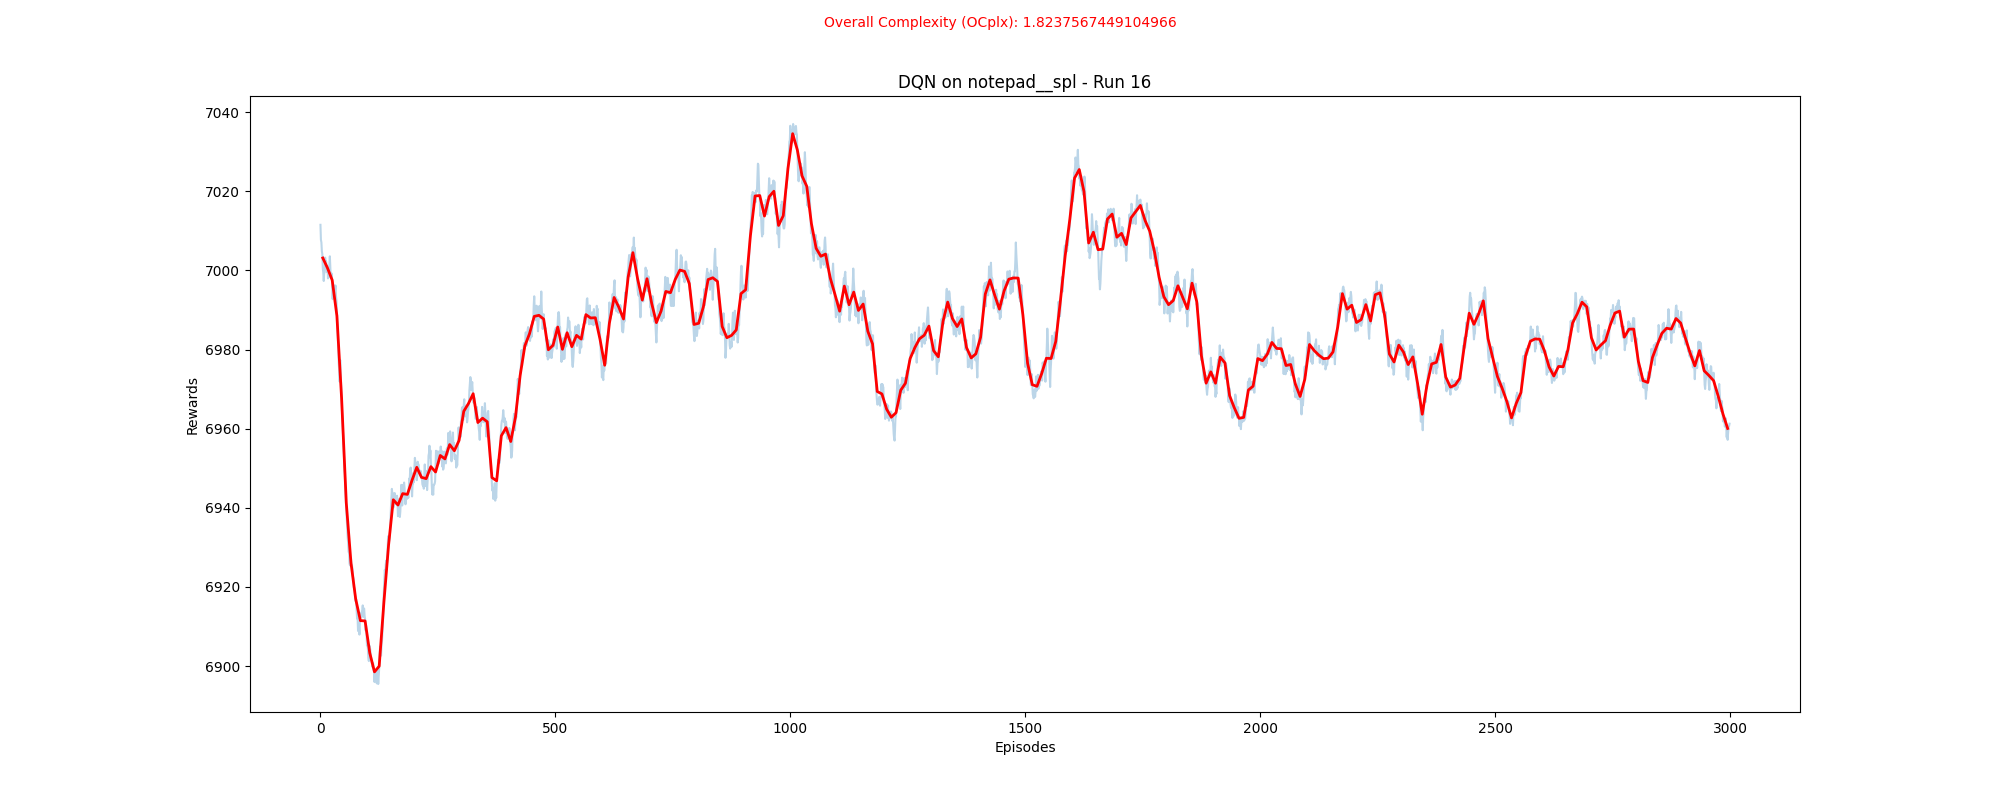 Overall Complexity (OCplx): 1.8237567449104966
DQN on notepad__spl - Run 16
7040
7020
7000
6980
6960
6940
6920
6900
Rewards
0 500 1000 1500 2000 2500 3000
Episodes